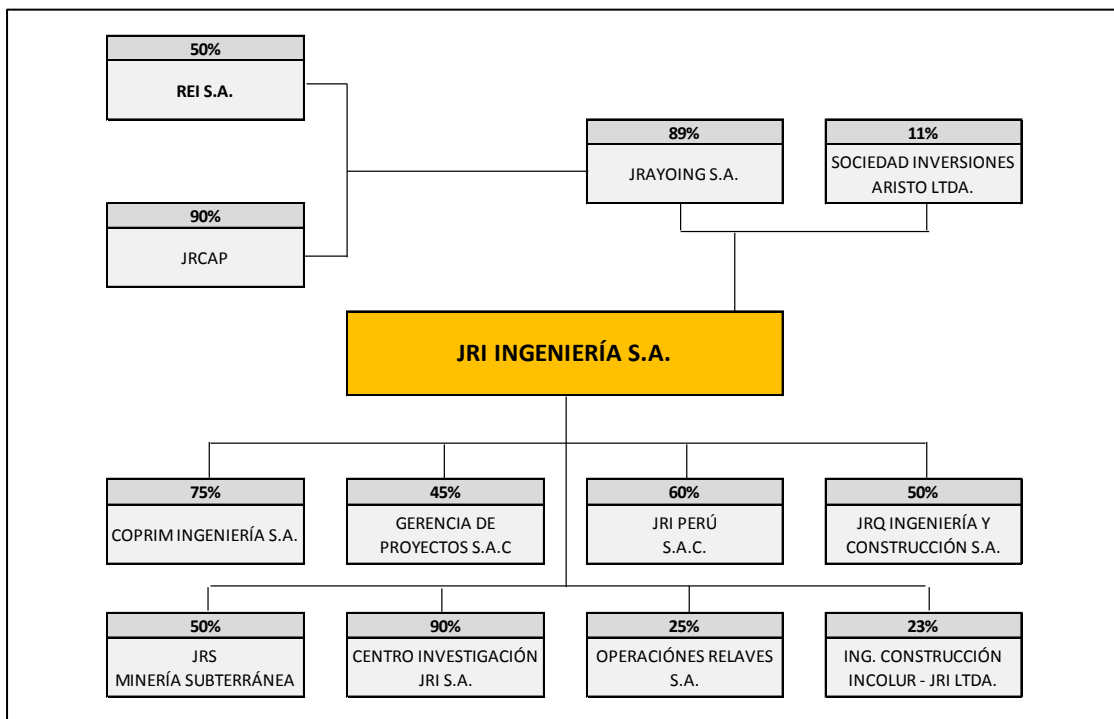 50%
REI S.A.
90%
JRCAP
89%
JRAYOING S.A.
11%
SOCIEDAD INVERSIONES
ARISTO LTDA.
JRI INGENIERÍA S.A.
75%
COPRIM INGENIERÍA S.A.
45%
GERENCIA DE
PROYECTOS S.A.C
60%
JRI PERÚ
S.A.C.
50%
JRQ INGENIERÍA Y
CONSTRUCCIÓN S.A.
50%
JRS
MINERÍA SUBTERRÁNEA
90%
CENTRO INVESTIGACIÓN
JRI S.A.
25%
OPERACIÓNES RELAVES
S.A.
23%
ING. CONSTRUCCIÓN
INCOLUR - JRI LTDA.